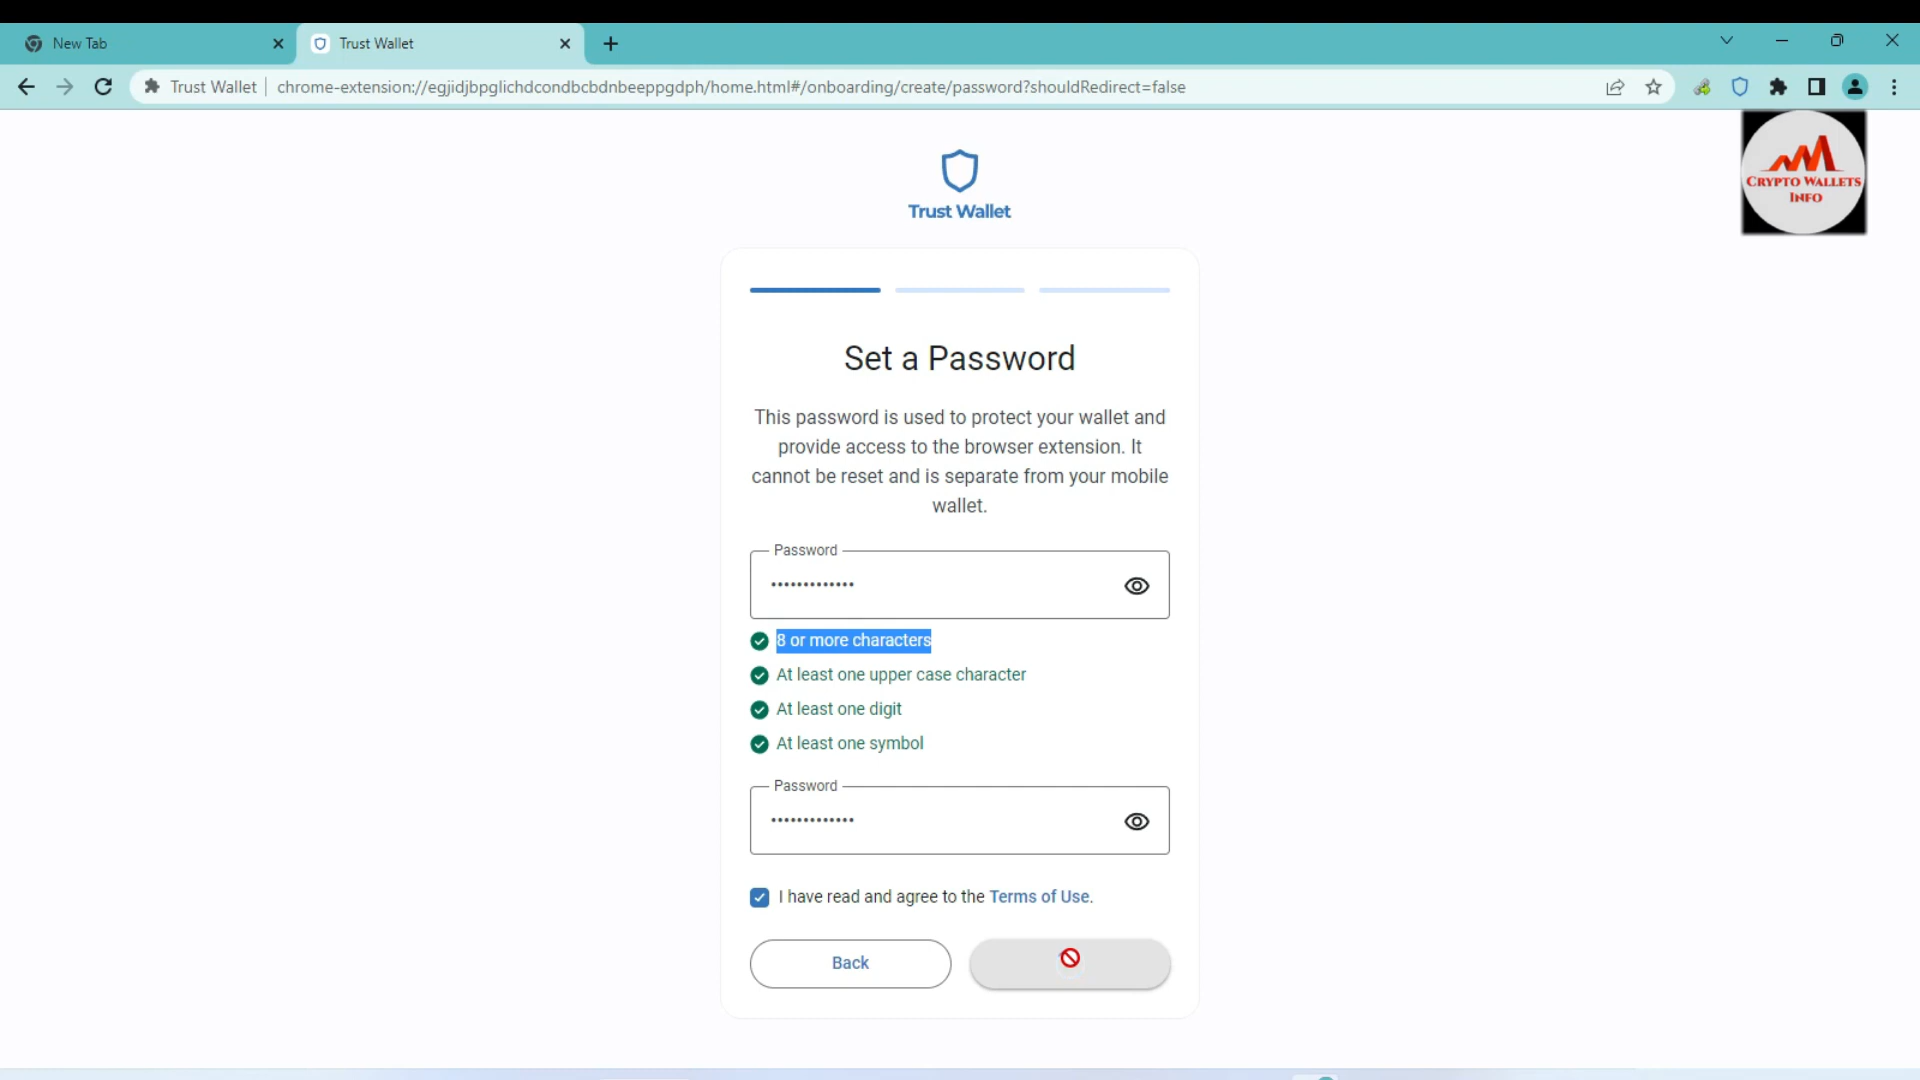 New Tab
Trust Wallet
Trust Wallet
chrome-extension://egjidjbpglichdcondbcbdnbeeppgdph/home.html#/onboarding/create/password?shouldRedirect=false
CRYPTO WALLETS
INFO
Trust Wallet
Set a Password
This password is used to protect your wallet and
provide access to the browser extension. It
cannot be reset and is separate from your mobile
wallet.
Password
8 or more characters
At least one upper case character
At least one digit
At least one symbol
Password
I have read and agree to the Terms of Use.
Back